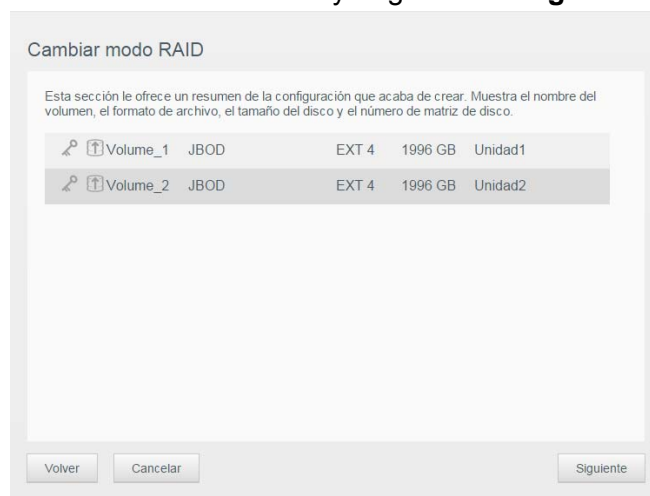 Cambiar modo RAID
Esta sección le ofrece un resumen de la configuración que acaba de crear. Muestra el nombre del
volumen, el formato de archivo, el tamaño del disco y el número de matriz de disco.
Volume_1 JBOD EXT 4 1996 GB Unidad1
Volume_2 JBOD EXT 4 1996 GB Unidad2
Volver Cancelar Siguiente